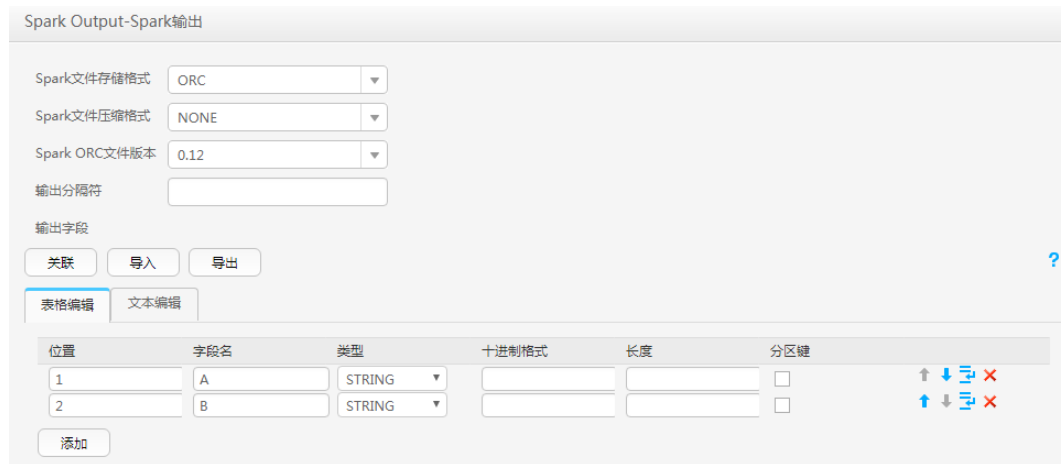 Spark Output-Spark输出
Spark文件存储格式 ORC
Spark文件压缩格式 NONE
Spark ORC文件版本 0.12
输出分隔符
输出字段
关联 导入 导出 ?
表格编辑 文本编辑
位置 字段名 类型 十进制格式 长度 分区键
1 A STRING
2 B STRING
添加